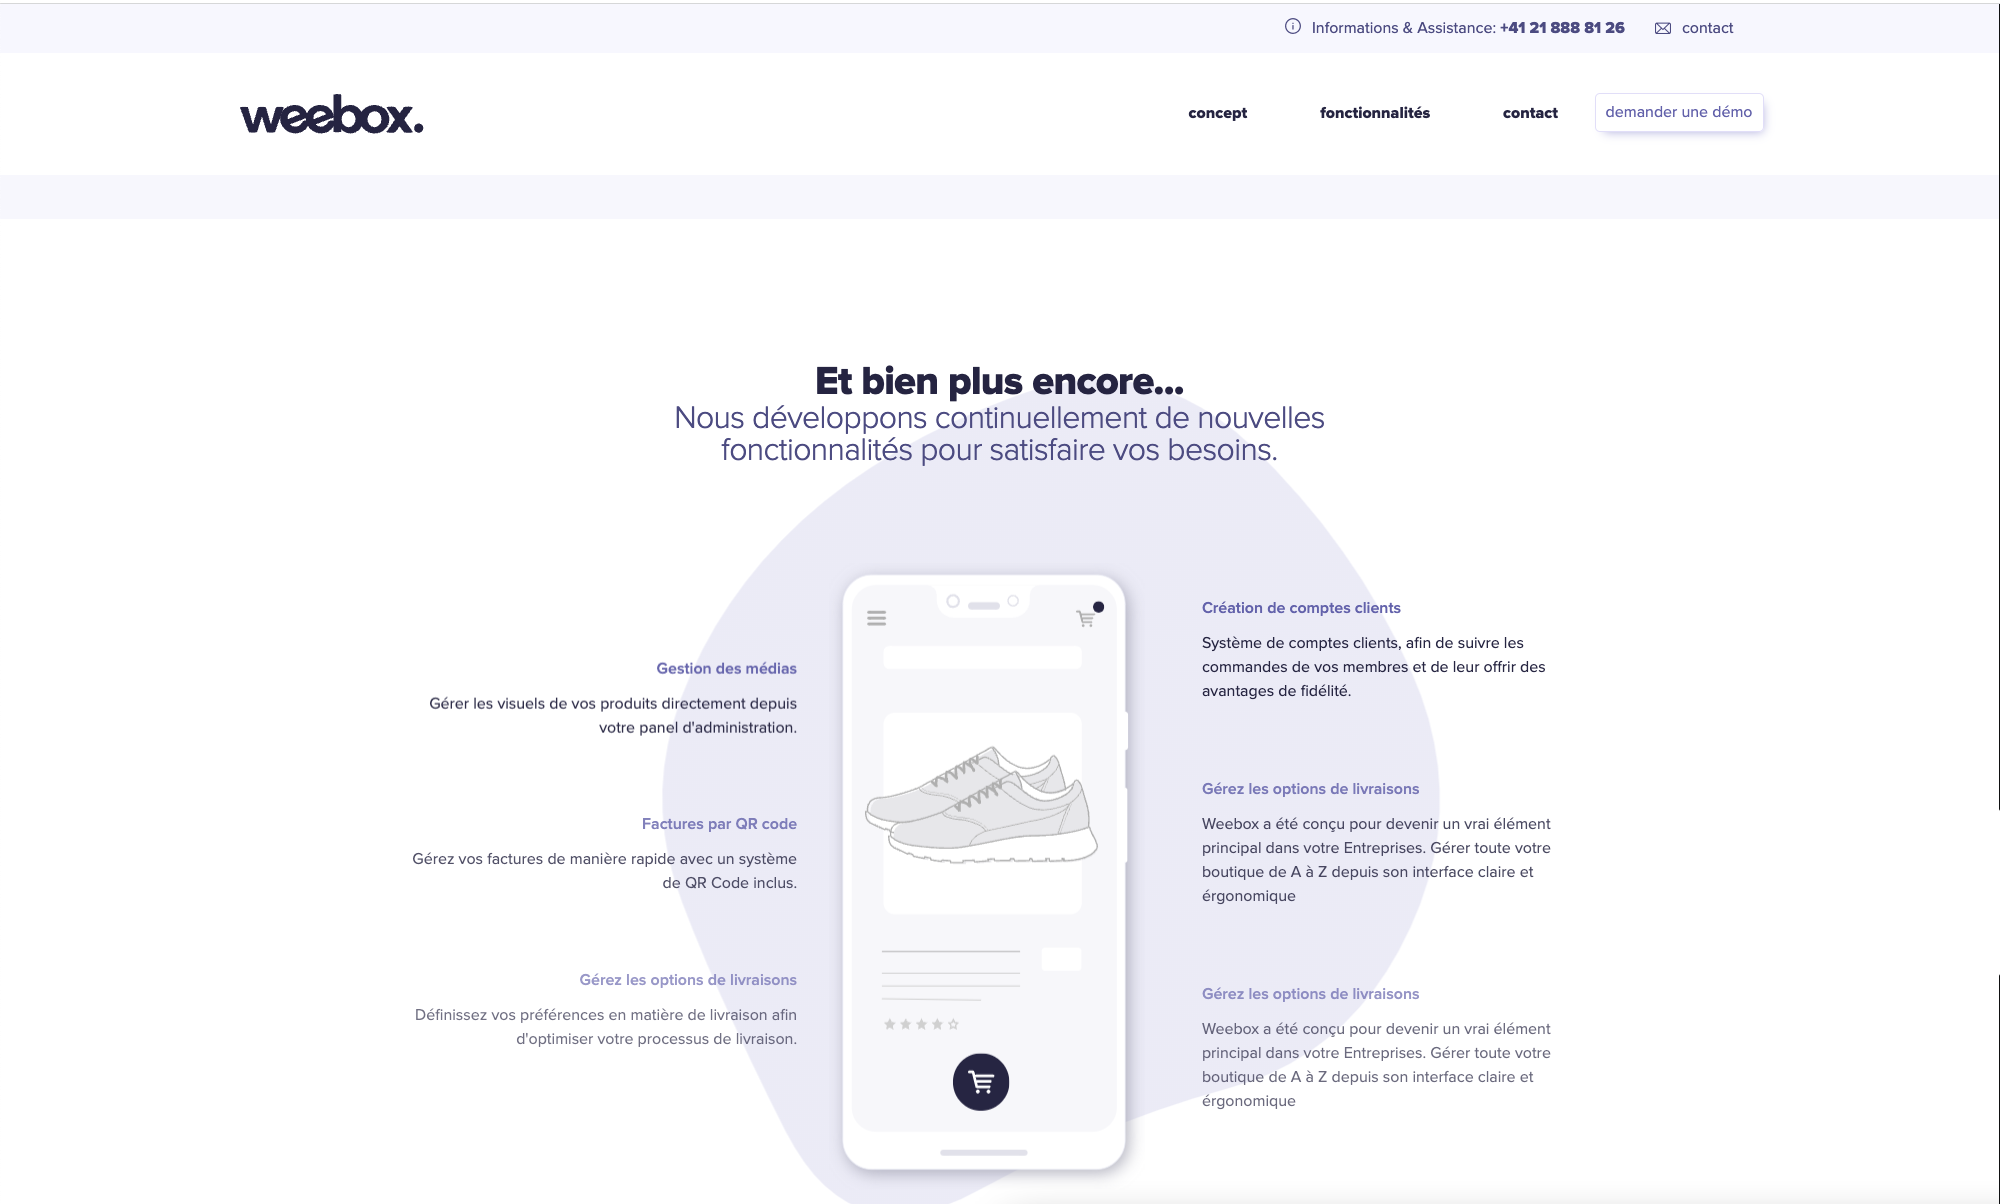 Informations & Assistance: +41 21 888 81 26
contact
weebox.
concept
fonctionnalités
contact
demander une démo
Et bien plus encore...
Nous développons continuellement de nouvelles
fonctionnalités pour satisfaire vos besoins.
Gestion des médias
Gérer les visuels de vos produits directement depuis
votre panel d'administration.
Factures par QR code
Gérez vos factures de manière rapide avec un système
de QR Code inclus.
Gérez les options de livraisons
Définissez vos préférences en matière de livraison afin
d'optimiser votre processus de livraison.
Création de comptes clients
Système de comptes clients, afin de suivre les
commandes de vos membres et de leur offrir des
avantages de fidélité.
Gérez les options de livraisons
Weebox a été conçu pour devenir un vrai élément
principal dans votre Entreprises. Gérer toute votre
boutique de A à Z depuis son interface claire et
érgonomique
Gérez les options de livraisons
Weebox a été conçu pour devenir un vrai élément
principal dans votre Entreprises. Gérer toute votre
boutique de A à Z depuis son interface claire et
érgonomique